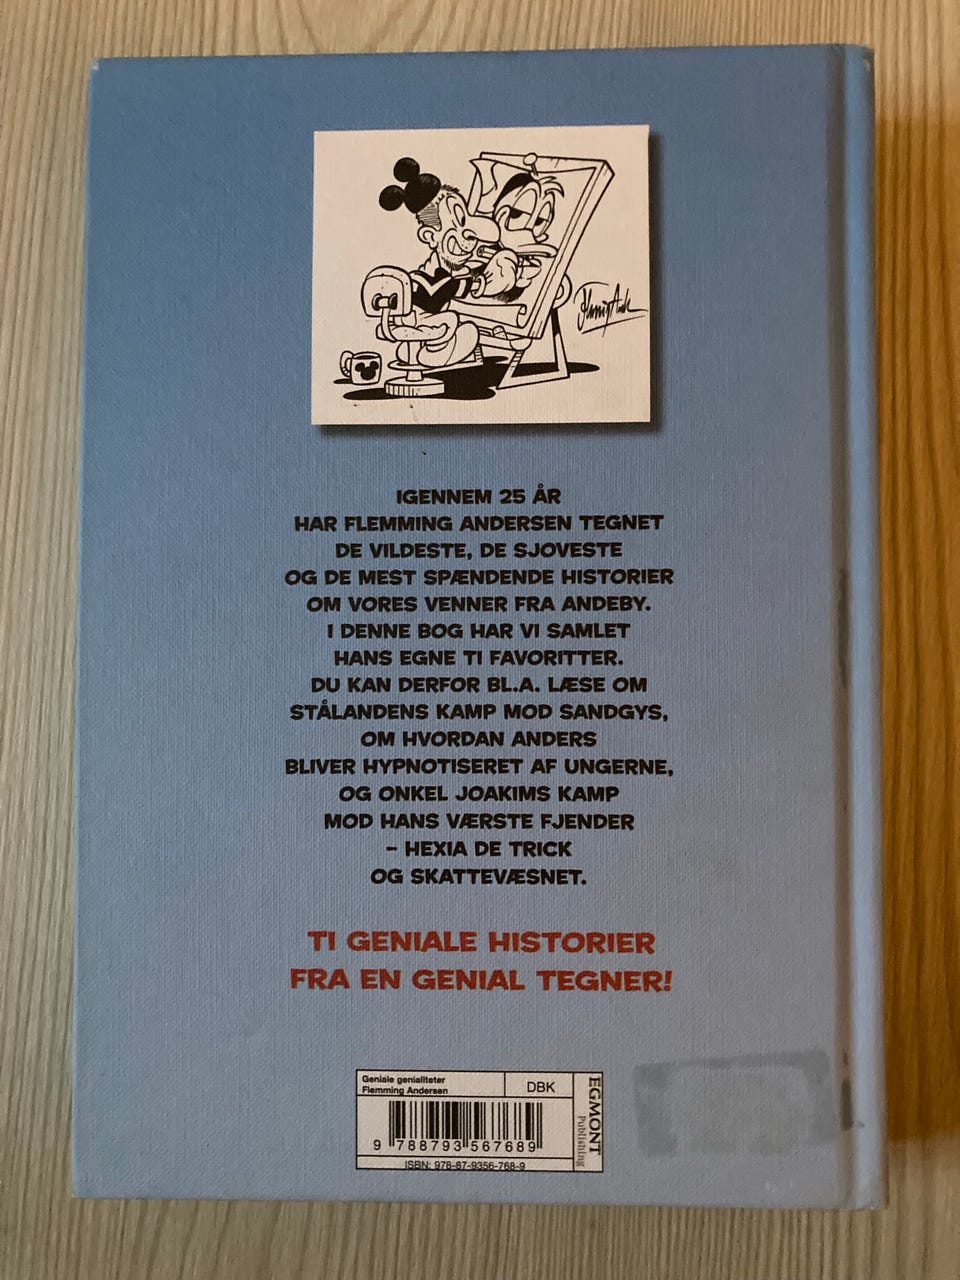 IGENNEM 25 ÅR
HAR FLEMMING ANDERSEN TEGNET
DE VILDESTE, DE SJOVESTE
OG DE MEST SPÆNDENDE HISTORIER
OM VORES VENNER FRA ANDEBY.
I DENNE BOG HAR VI SAMLET
HANS EGNE TI FAVORITTER.
DU KAN DERFOR BL.A. LÆSE OM
STÅLANDENS KAMP MOD SANDGYS,
OM HVORDAN ANDERS
BLIVER HYPNOTISERET AF UNGERNE,
OG ONKEL JOAKIMS KAMP
MOD HANS VÆRSTE FJENDER
– HEXIA DE TRICK
OG SKATTEVÆSNET.
TI GENIALE HISTORIER
FRA EN GENIAL TEGNER!
Geniale genialiteter
Flemming Andersen
DBK
9 788793 567689
ISBN: 978-87-9356-768-9
EGMONT
Publishing